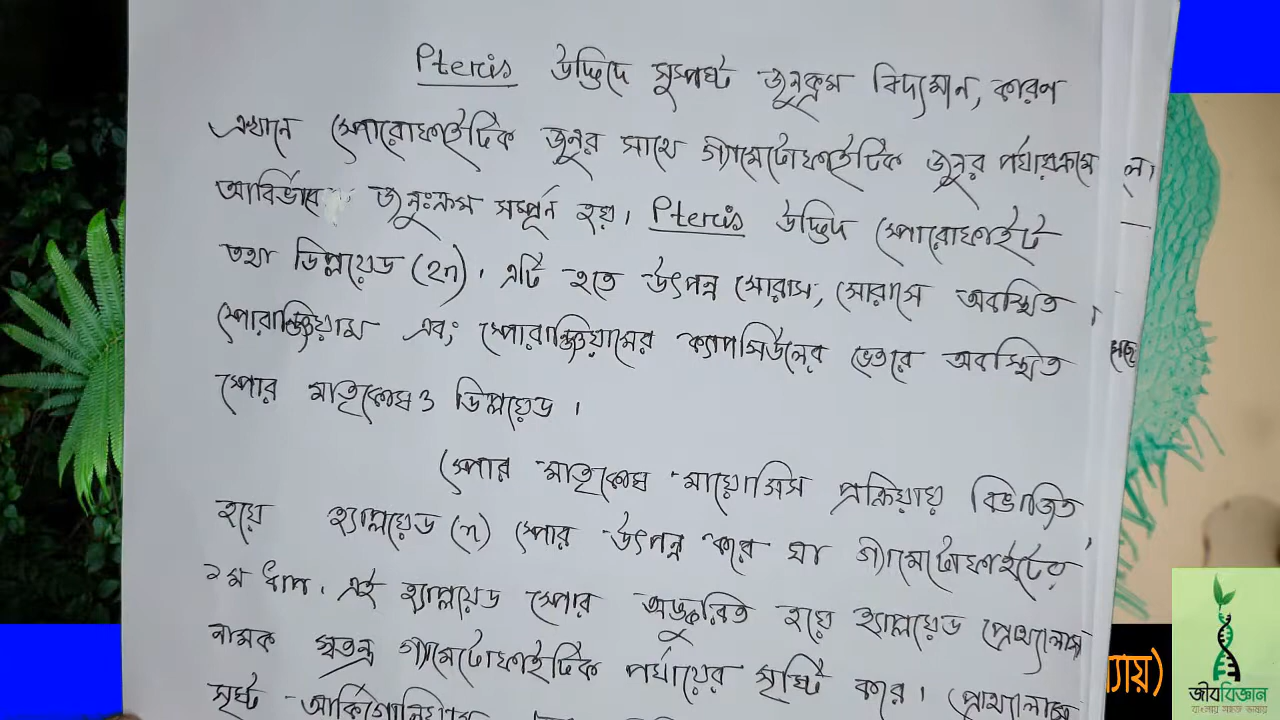 Pteris উদ্ভিদে সুস্পষ্ট জনুক্রম বিদ্যমান, কারণ
এখানে স্পোরোফাইটিক জনুর সাথে গ্যামেটোফাইটিক জনুর পর্যায়ক্রমে
আবির্ভাবে জনুঃক্রম সম্পূর্ন হয়। Pteris উদ্ভিদ স্পোরোফাইট
তথা ডিপ্লয়েড (2n)। এটি হতে উৎপন্ন সোরাস, সোরাসে অবস্থিত
স্পোরাঞ্জিয়াম এবং স্পোরাঞ্জিয়ামের ক্যাপসিউলের ভেতরে অবস্থিত
স্পোর মাতৃকোষও ডিপ্লয়েড।
স্পোর মাতৃকোষ মায়োসিস প্রক্রিয়ায় বিভাজিত
হয়ে হ্যাপ্লয়েড (n) স্পোর উৎপন্ন করে যা গ্যামেটোফাইটের
১ম ধাপ। এই হ্যাপ্লয়েড স্পোর অঙ্কুরিত হয়ে হ্যাপ্লয়েড প্রোথ্যালাস
নামক স্বতন্ত্র গ্যামেটোফাইটিক পর্যায়ের সৃষ্টি করে। প্রোথ্যালাস
সৃষ্ট আর্কিগোনিয়াম
্যায়)
জীববিজ্ঞান
বাংলায় সহজ ভাষায়